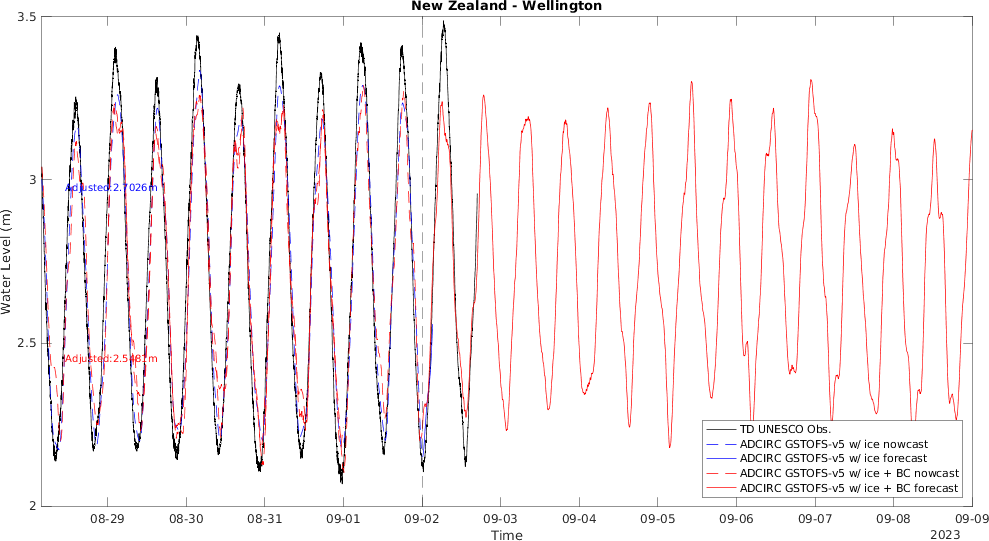 New Zealand - Wellington
3.5
3
2.5
2
Water Level (m)
Adjusted:2.7026m
Adjusted:2.5481m
TD UNESCO Obs.
ADCIRC GSTOFS-v5 w/ ice nowcast
ADCIRC GSTOFS-v5 w/ ice forecast
ADCIRC GSTOFS-v5 w/ ice + BC nowcast
ADCIRC GSTOFS-v5 w/ ice + BC forecast
08-29 08-30 08-31 09-01 09-02 09-03 09-04 09-05 09-06 09-07 09-08 09-09
Time
2023